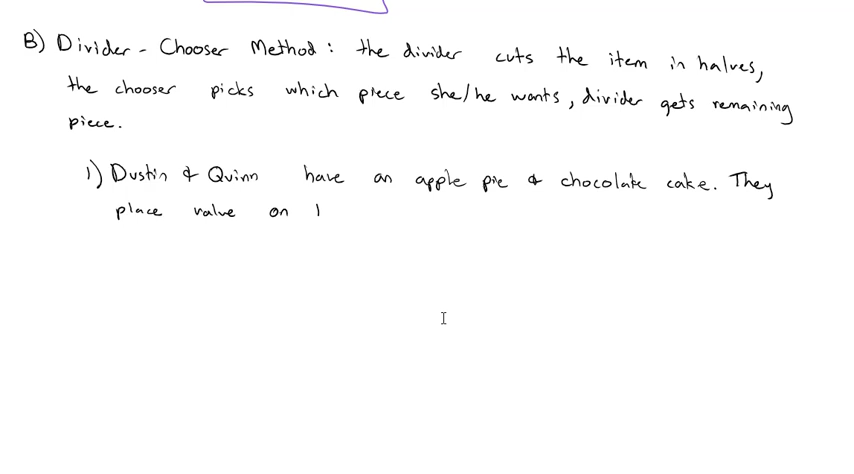 B) Divider - Chooser Method : the divider cuts the item in halves,
the chooser picks which piece she/he wants, divider gets remaining
piece.
1) Dustin & Quinn have an apple pie & chocolate cake. They
place value on 1